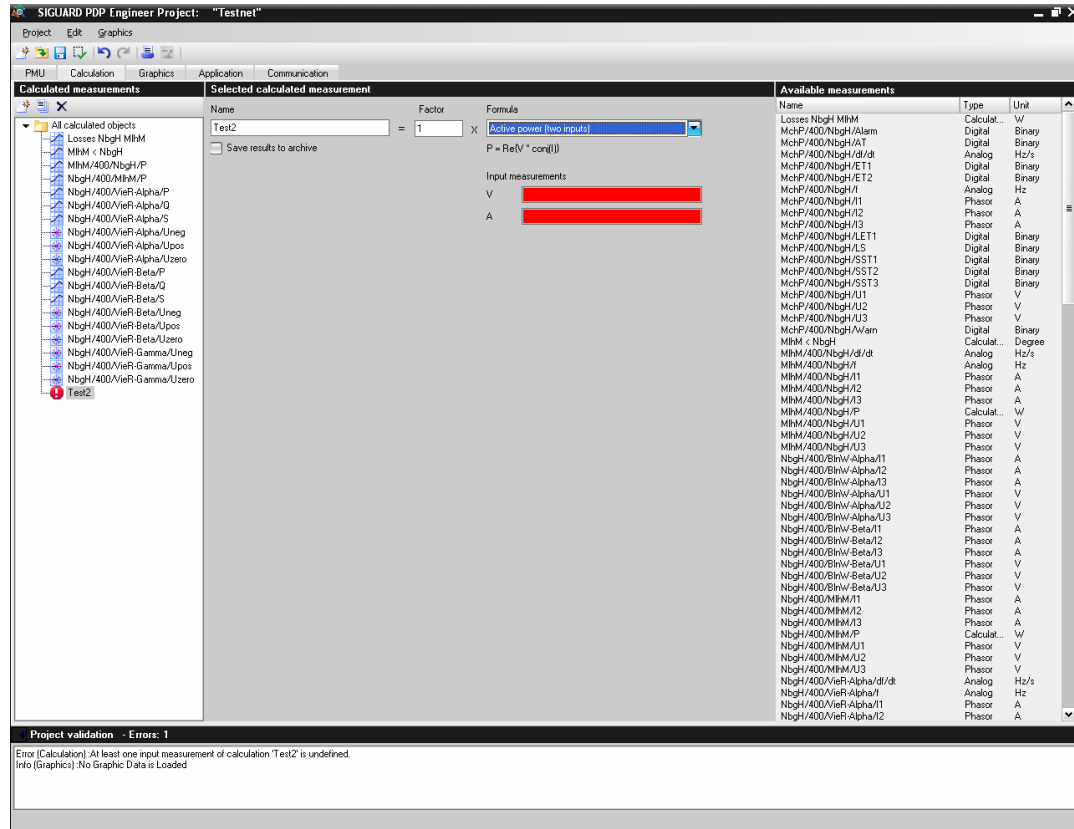 SIGUARD PDP Engineer Project: "Testnet"
Project Edit Graphics
PMU Calculation Graphics Application Communication
Calculated measurements
All calculated objects
Losses NbgH MlhM
MlhM < NbgH
MlhM/400/NbgH/P
NbgH/400/MlhM/P
NbgH/400/VieR-Alpha/P
NbgH/400/VieR-Alpha/Q
NbgH/400/VieR-Alpha/S
NbgH/400/VieR-Alpha/Uneg
NbgH/400/VieR-Alpha/Upos
NbgH/400/VieR-Alpha/Uzero
NbgH/400/VieR-Beta/P
NbgH/400/VieR-Beta/Q
NbgH/400/VieR-Beta/S
NbgH/400/VieR-Beta/Uneg
NbgH/400/VieR-Beta/Upos
NbgH/400/VieR-Beta/Uzero
NbgH/400/VieR-Gamma/Uneg
NbgH/400/VieR-Gamma/Upos
NbgH/400/VieR-Gamma/Uzero
Test2
Selected calculated measurement
Name Factor Formula
Test2 = 1 X Active power (two inputs)
Save results to archive P = Re(V * conj(I))
Input measurements
V
A
Available measurements
Name Type Unit
Losses NbgH MlhM Calculat... W
MchP/400/NbgH/Alarm Digital Binary
MchP/400/NbgH/AT Digital Binary
MchP/400/NbgH/df/dt Analog Hz/s
MchP/400/NbgH/ET1 Digital Binary
MchP/400/NbgH/ET2 Digital Binary
MchP/400/NbgH/f Analog Hz
MchP/400/NbgH/I1 Phasor A
MchP/400/NbgH/I2 Phasor A
MchP/400/NbgH/I3 Phasor A
MchP/400/NbgH/LET1 Digital Binary
MchP/400/NbgH/LS Digital Binary
MchP/400/NbgH/SST1 Digital Binary
MchP/400/NbgH/SST2 Digital Binary
MchP/400/NbgH/SST3 Digital Binary
MchP/400/NbgH/U1 Phasor V
MchP/400/NbgH/U2 Phasor V
MchP/400/NbgH/U3 Phasor V
MchP/400/NbgH/Warn Digital Binary
MlhM < NbgH Calculat... Degree
MlhM/400/NbgH/df/dt Analog Hz/s
MlhM/400/NbgH/f Analog Hz
MlhM/400/NbgH/I1 Phasor A
MlhM/400/NbgH/I2 Phasor A
MlhM/400/NbgH/I3 Phasor A
MlhM/400/NbgH/P Calculat... W
MlhM/400/NbgH/U1 Phasor V
MlhM/400/NbgH/U2 Phasor V
MlhM/400/NbgH/U3 Phasor V
NbgH/400/BlnW-Alpha/I1 Phasor A
NbgH/400/BlnW-Alpha/I2 Phasor A
NbgH/400/BlnW-Alpha/I3 Phasor A
NbgH/400/BlnW-Alpha/U1 Phasor V
NbgH/400/BlnW-Alpha/U2 Phasor V
NbgH/400/BlnW-Alpha/U3 Phasor V
NbgH/400/BlnW-Beta/I1 Phasor A
NbgH/400/BlnW-Beta/I2 Phasor A
NbgH/400/BlnW-Beta/I3 Phasor A
NbgH/400/BlnW-Beta/U1 Phasor V
NbgH/400/BlnW-Beta/U2 Phasor V
NbgH/400/BlnW-Beta/U3 Phasor V
NbgH/400/MlhM/I1 Phasor A
NbgH/400/MlhM/I2 Phasor A
NbgH/400/MlhM/I3 Phasor A
NbgH/400/MlhM/P Calculat... W
NbgH/400/MlhM/U1 Phasor V
NbgH/400/MlhM/U2 Phasor V
NbgH/400/MlhM/U3 Phasor V
NbgH/400/VieR-Alpha/df/dt Analog Hz/s
NbgH/400/VieR-Alpha/f Analog Hz
NbgH/400/VieR-Alpha/I1 Phasor A
NbgH/400/VieR-Alpha/I2 Phasor A
Project validation - Errors: 1
Error (Calculation) :At least one input measurement of calculation 'Test2' is undefined.
Info (Graphics) :No Graphic Data is Loaded